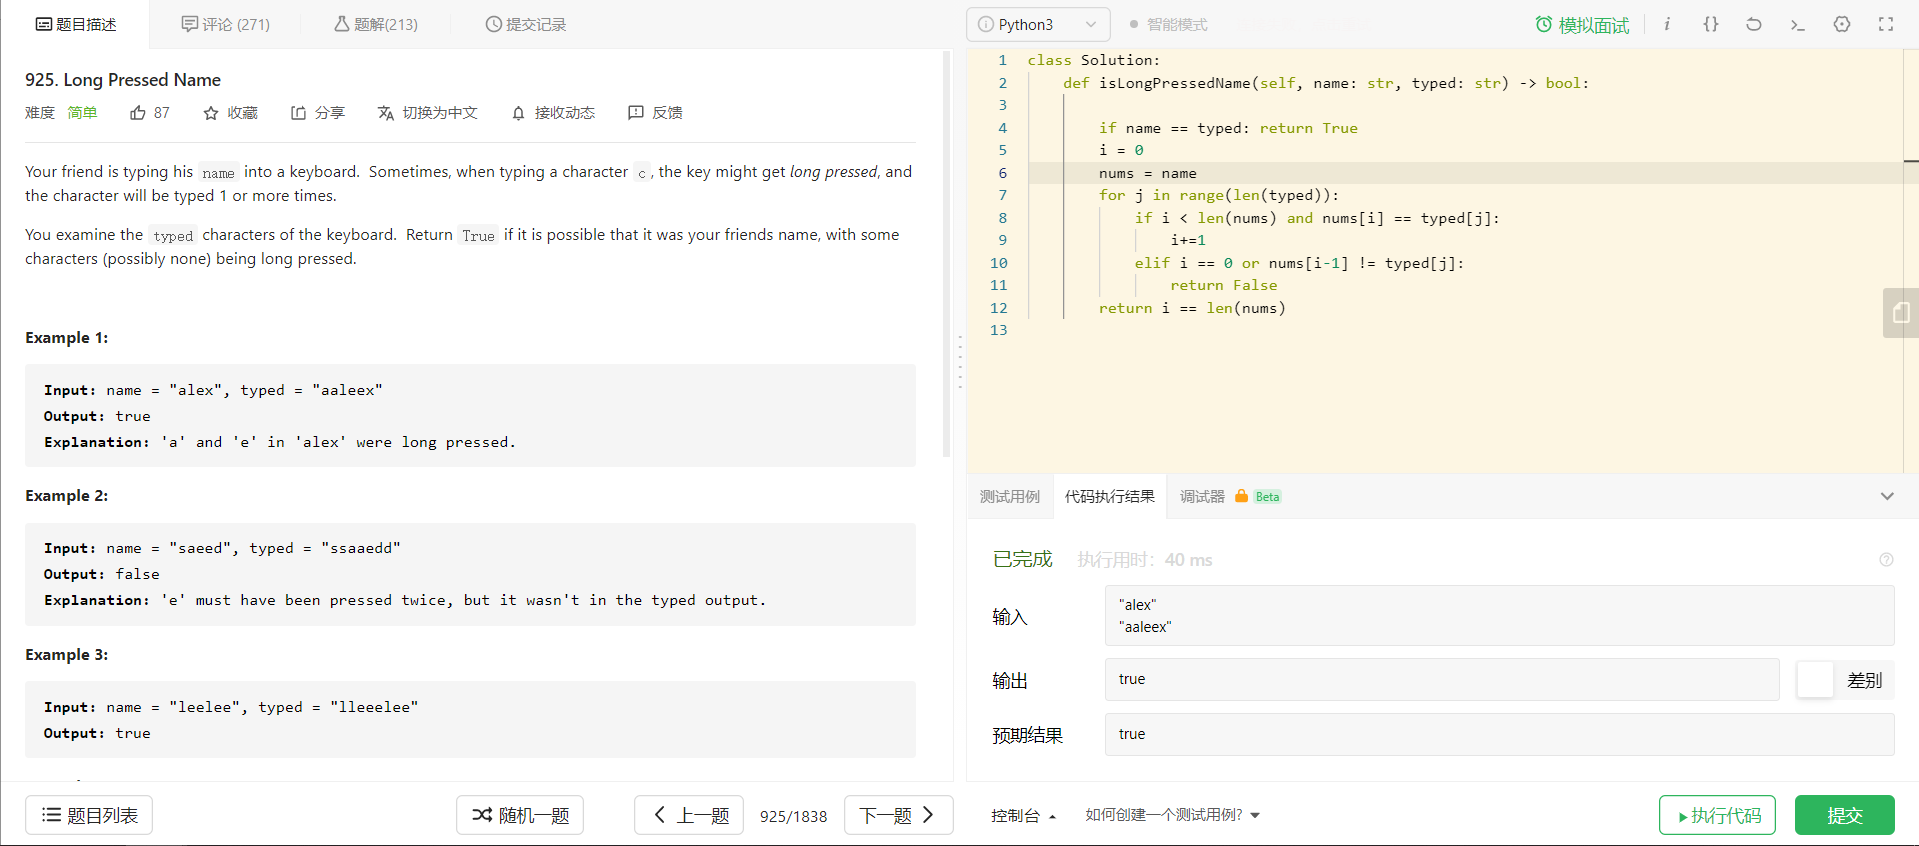 题目描述
评论 (271)
题解(213)
提交记录
925. Long Pressed Name
难度 简单 87 收藏 分享 切换为中文 接收动态 反馈
Your friend is typing his name into a keyboard.  Sometimes, when typing a character c, the key might get long pressed, and
the character will be typed 1 or more times.
You examine the typed characters of the keyboard.  Return True if it is possible that it was your friends name, with some
characters (possibly none) being long pressed.
Example 1:
Input: name = "alex", typed = "aaleex"
Output: true
Explanation: 'a' and 'e' in 'alex' were long pressed.
Example 2:
Input: name = "saeed", typed = "ssaaedd"
Output: false
Explanation: 'e' must have been pressed twice, but it wasn't in the typed output.
Example 3:
Input: name = "leelee", typed = "lleeelee"
Output: true
题目列表
随机一题
上一题
925/1838
下一题
Python3
智能模式
模拟面试
1 class Solution:
2 def isLongPressedName(self, name: str, typed: str) -> bool:
3
4 if name == typed: return True
5 i = 0
6 nums = name
7 for j in range(len(typed)):
8 if i < len(nums) and nums[i] == typed[j]:
9 i+=1
10 elif i == 0 or nums[i-1] != typed[j]:
11 return False
12 return i == len(nums)
13
测试用例
代码执行结果
调试器 Beta
已完成 执行用时: 40 ms
输入
"alex"
"aaleex"
输出
true
差别
预期结果
true
控制台
如何创建一个测试用例?
执行代码
提交